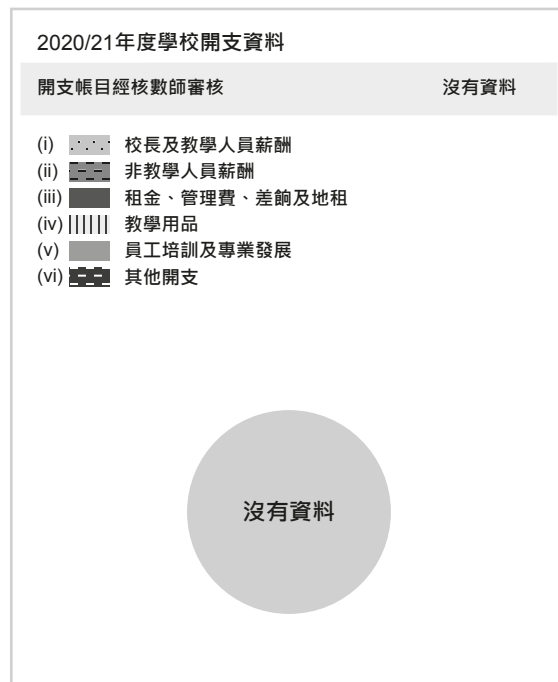 2020/21年度學校開支資料
開支帳目經核數師審核 沒有資料
(i) 校長及教學人員薪酬
(ii) 非教學人員薪酬
(iii) 租金、管理費、差餉及地租
(iv) 教學用品
(v) 員工培訓及專業發展
(vi) 其他開支
沒有資料